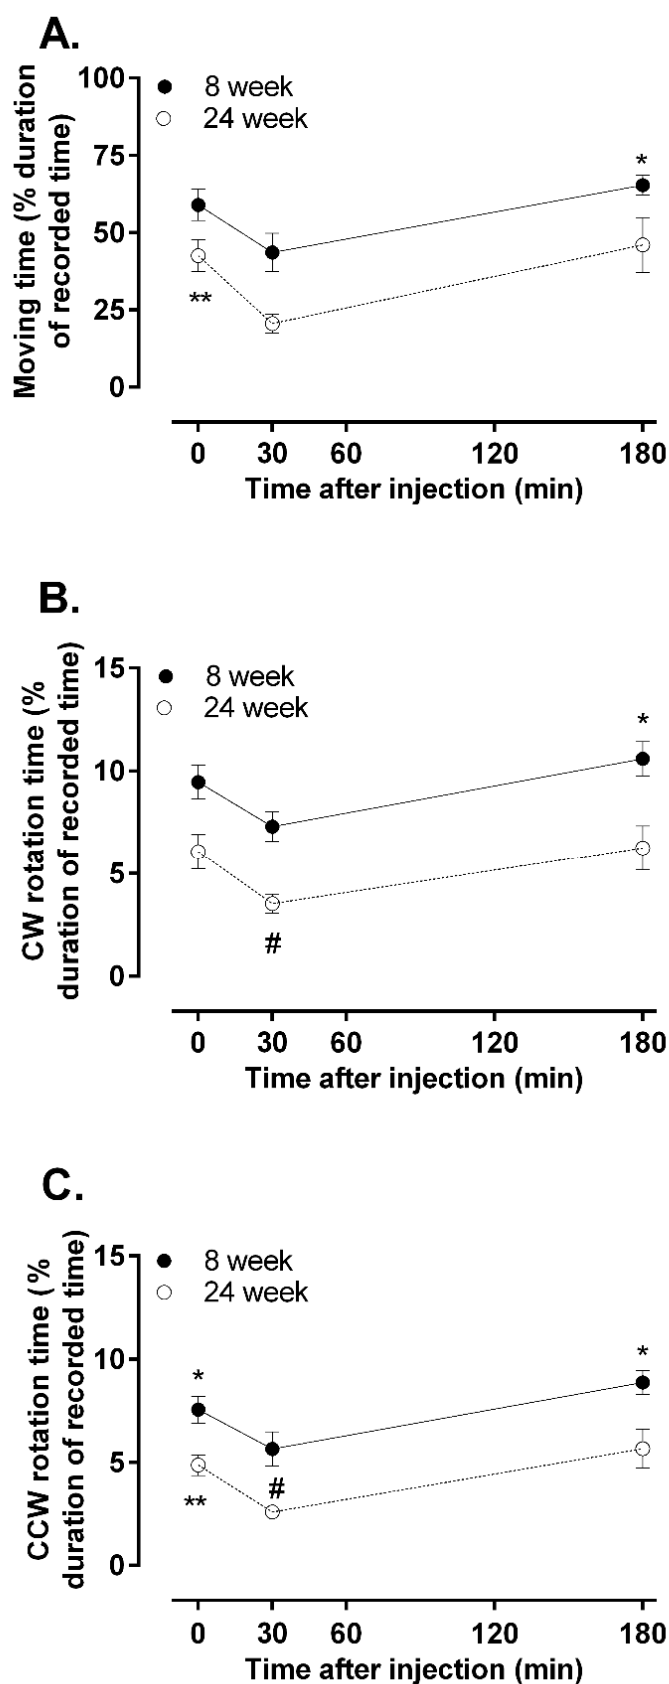 A.
Moving time (% duration
of recorded time)
100
75
50
25
0
8 week
24 week
*
**
0 30 60 120 180
Time after injection (min)
B.
CW rotation time (%
duration of recorded time)
15
10
5
0
8 week
24 week
*
#
0 30 60 120 180
Time after injection (min)
C.
CCW rotation time (%
duration of recorded time)
15
10
5
0
8 week
24 week
*
*
**
#
0 30 60 120 180
Time after injection (min)